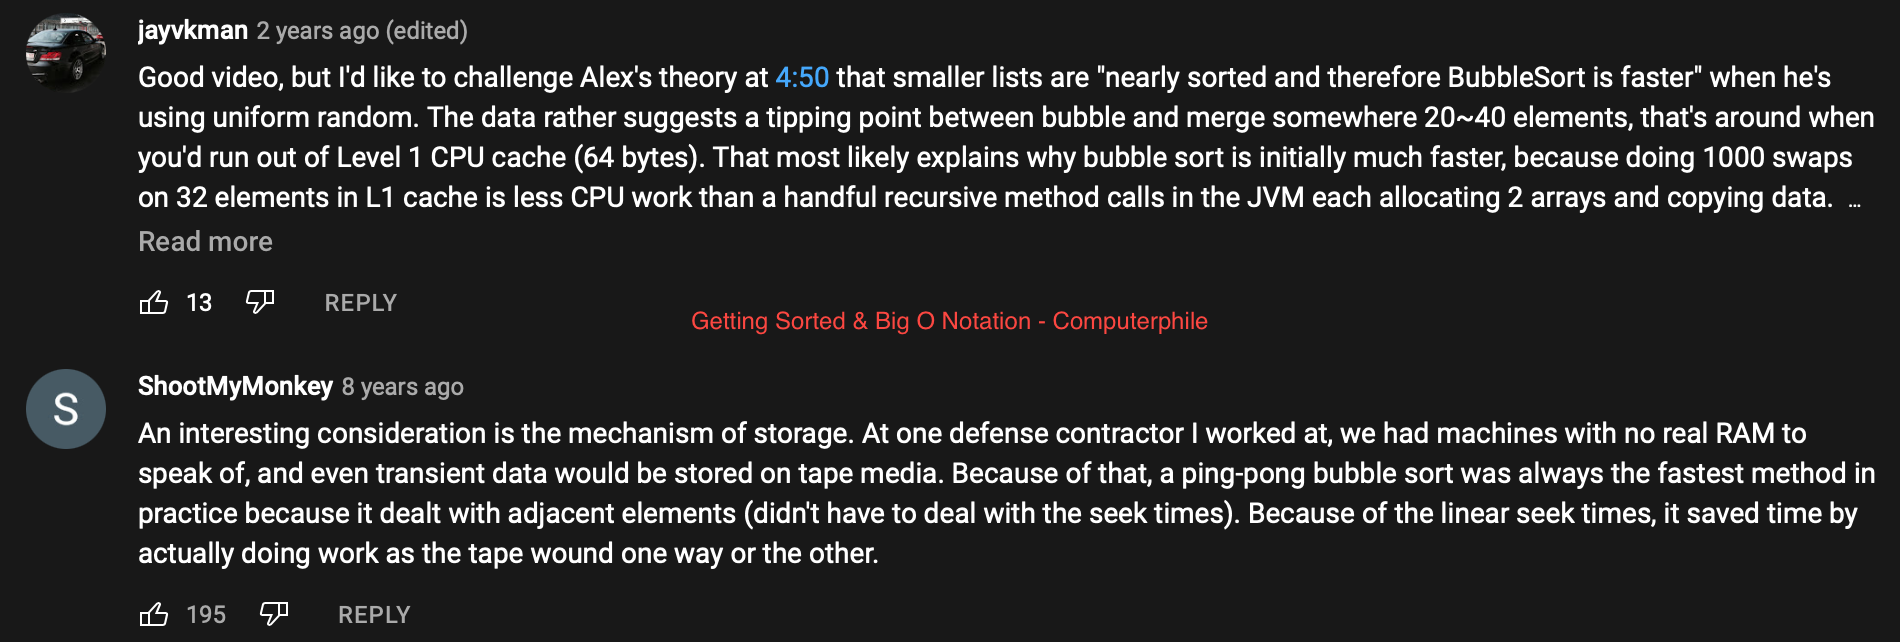 jayvkman 2 years ago (edited)
Good video, but I'd like to challenge Alex's theory at 4:50 that smaller lists are "nearly sorted and therefore BubbleSort is faster" when he's
using uniform random. The data rather suggests a tipping point between bubble and merge somewhere 20~40 elements, that's around when
you'd run out of Level 1 CPU cache (64 bytes). That most likely explains why bubble sort is initially much faster, because doing 1000 swaps
on 32 elements in L1 cache is less CPU work than a handful recursive method calls in the JVM each allocating 2 arrays and copying data. ...
Read more
13 REPLY
Getting Sorted & Big O Notation - Computerphile
S
ShootMyMonkey 8 years ago
An interesting consideration is the mechanism of storage. At one defense contractor I worked at, we had machines with no real RAM to
speak of, and even transient data would be stored on tape media. Because of that, a ping-pong bubble sort was always the fastest method in
practice because it dealt with adjacent elements (didn't have to deal with the seek times). Because of the linear seek times, it saved time by
actually doing work as the tape wound one way or the other.
195 REPLY